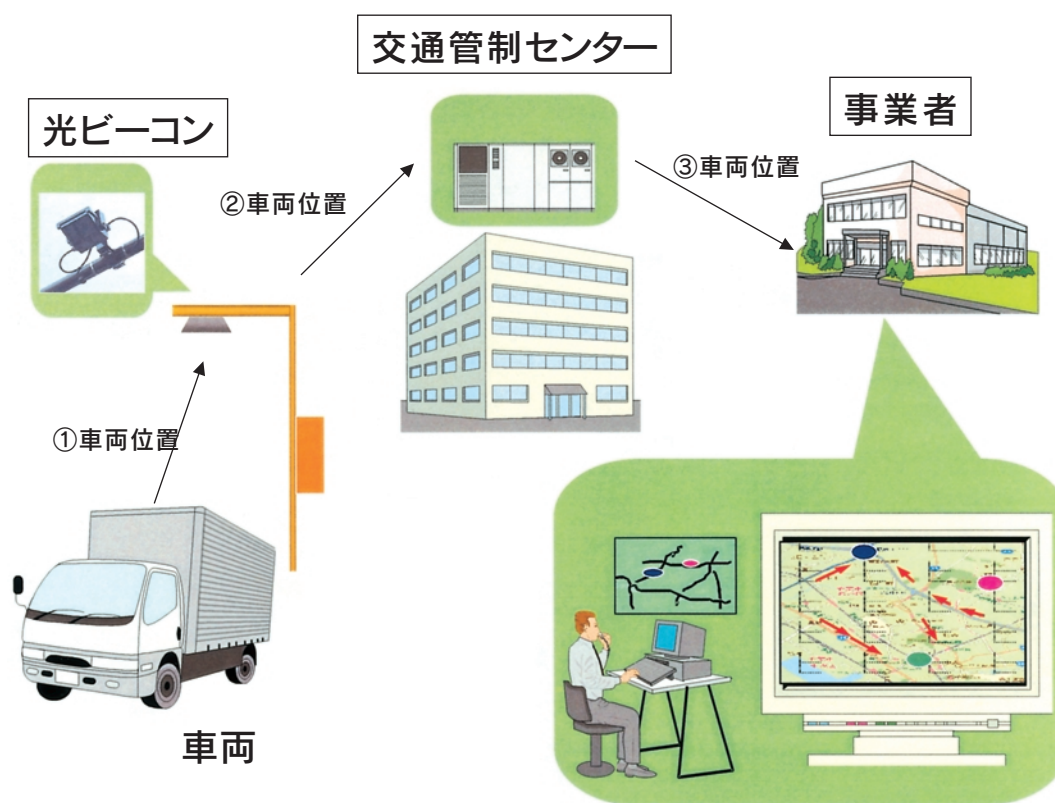 交通管制センター
光ビーコン
事業者
②車両位置
③車両位置
①車両位置
車両